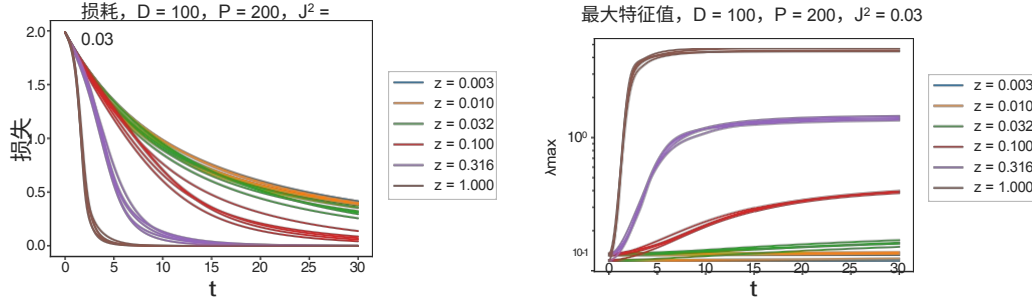 损耗，D = 100，P = 200，J² =
0.03
2.0
1.5
1.0
0.5
0.0
损失
0 5 10 15 20 25 30
t
z = 0.003
z = 0.010
z = 0.032
z = 0.100
z = 0.316
z = 1.000
最大特征值，D = 100，P = 200，J² = 0.03
10⁰
10⁻¹
λmax
0 5 10 15 20 25 30
t
z = 0.003
z = 0.010
z = 0.032
z = 0.100
z = 0.316
z = 1.000